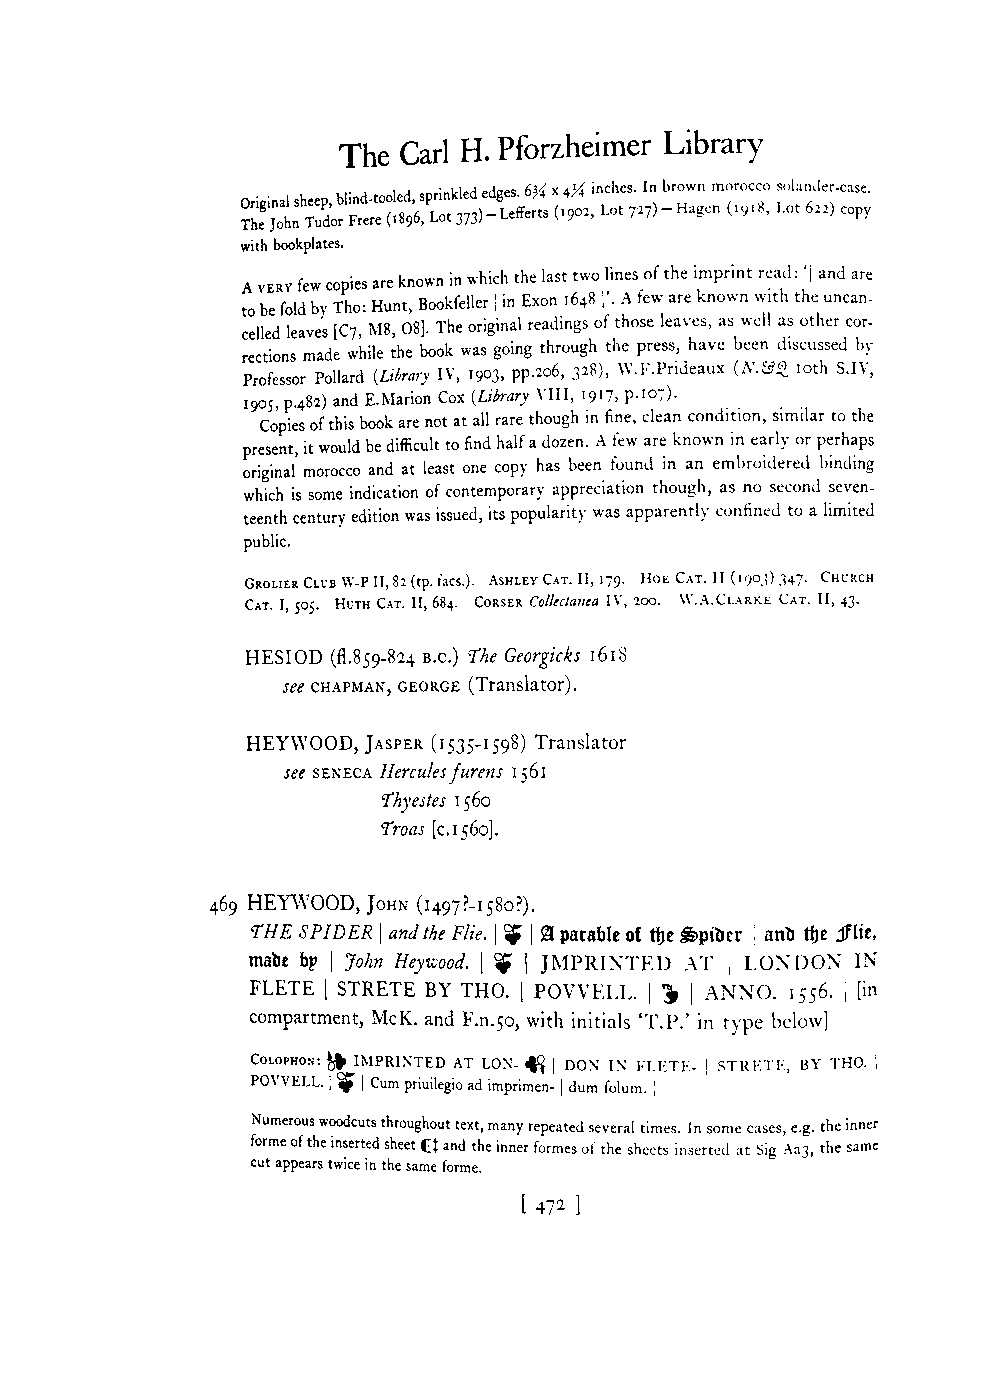 The Carl H. Pforzheimer Library
Original sheep, blind-tooled, sprinkled edges. 6¾ x 4¼ inches. In brown morocco solander-case.
The John Tudor Frere (1896, Lot 373)—Lefferts (1902, Lot 727)—Hagen (1918, Lot 622) copy
with bookplates.
A VERY few copies are known in which the last two lines of the imprint read: '| and are
to be ſold by Tho: Hunt, Bookſeller | in Exon 1648 |'. A few are known with the uncan-
celled leaves [C7, M8, O8]. The original readings of those leaves, as well as other cor-
rections made while the book was going through the press, have been discussed by
Professor Pollard (Library IV, 1903, pp.206, 328), W.F.Prideaux (N.&Q. 10th S.IV,
1905, p.482) and E.Marion Cox (Library VIII, 1917, p.107).
Copies of this book are not at all rare though in fine, clean condition, similar to the
present, it would be difficult to find half a dozen. A few are known in early or perhaps
original morocco and at least one copy has been found in an embroidered binding
which is some indication of contemporary appreciation though, as no second seven-
teenth century edition was issued, its popularity was apparently confined to a limited
public.
GROLIER CLUB W-P II, 82 (tp. facs.). ASHLEY CAT. II, 179. HOE CAT. II (1903) 347. CHURCH
CAT. I, 505. HUTH CAT. II, 684. CORSER Collectanea IV, 200. W.A.CLARKE CAT. II, 43.
HESIOD (fl.859-824 B.C.) The Georgicks 1618
see CHAPMAN, GEORGE (Translator).
HEYWOOD, JASPER (1535-1598) Translator
see SENECA Hercules furens 1561
Thyestes 1560
Troas [c.1560].
469 HEYWOOD, JOHN (1497?-1580?).
THE SPIDER | and the Flie. | ❦ | A parable of the Spider | and the Flie,
made by | John Heywood. | ❦ | JMPRINTED AT | LONDON IN
FLETE | STRETE BY THO. | POVVELL. | ❧ | ANNO. 1556. | [in
compartment, McK. and F.n.50, with initials 'T.P.' in type below]
COLOPHON: ❧ IMPRINTED AT LON- ❧ | DON IN FLETE- | STRETE, BY THO. |
POVVELL. | ❦ | Cum priuilegio ad imprimen- | dum ſolum. |
Numerous woodcuts throughout text, many repeated several times. In some cases, e.g. the inner
forme of the inserted sheet ¶‡ and the inner formes of the sheets inserted at Sig Aa3, the same
cut appears twice in the same forme.
[ 472 ]